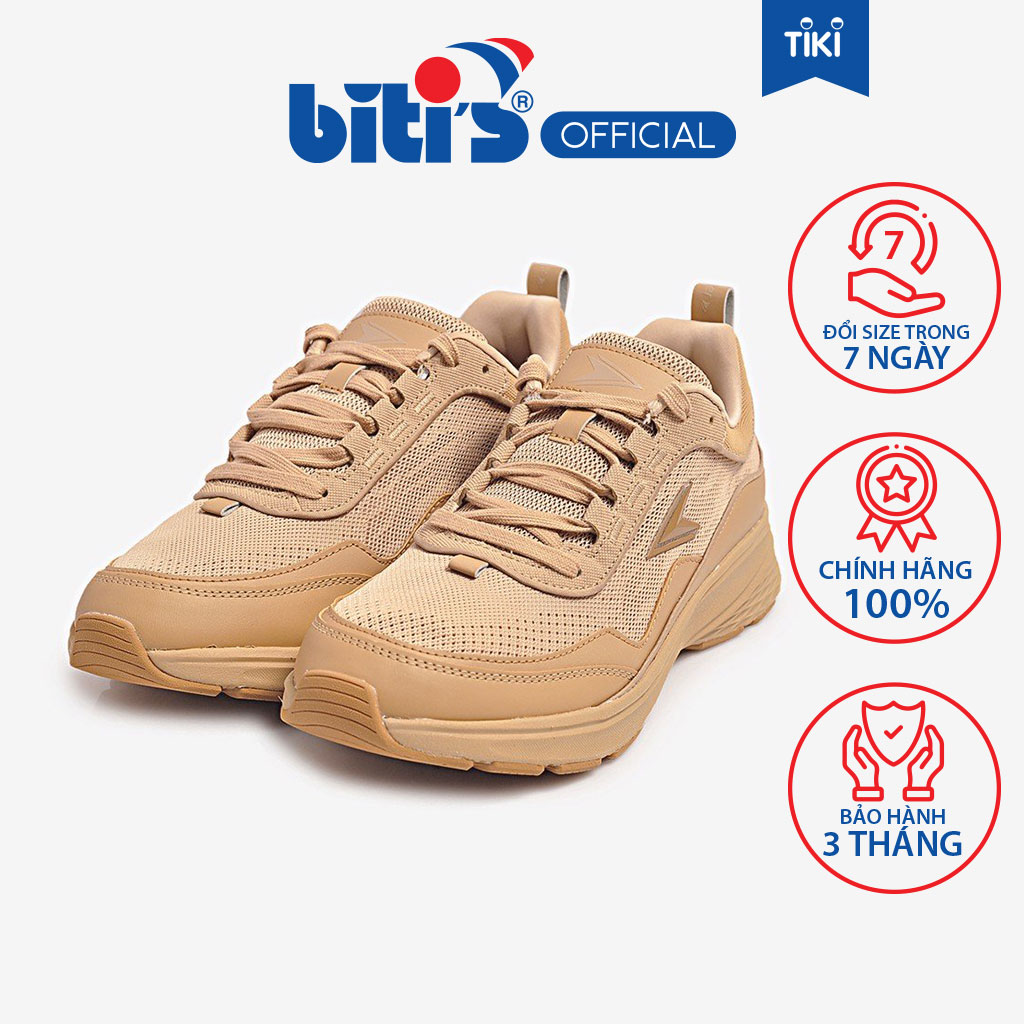 TIKI
biti's®
OFFICIAL
7
ĐỔI SIZE TRONG
7 NGÀY
CHÍNH HÃNG
100%
BẢO HÀNH
3 THÁNG